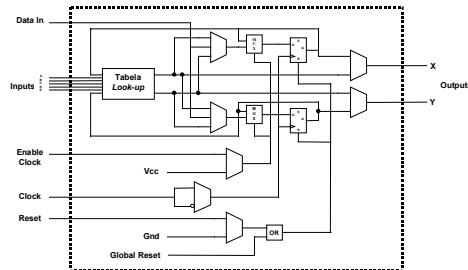 Data In
Inputs
Tabela
Look-up
M
U
X
M
U
X
X
Output
Y
Enable
Clock
Vcc
Clock
Reset
Gnd
OR
Global Reset